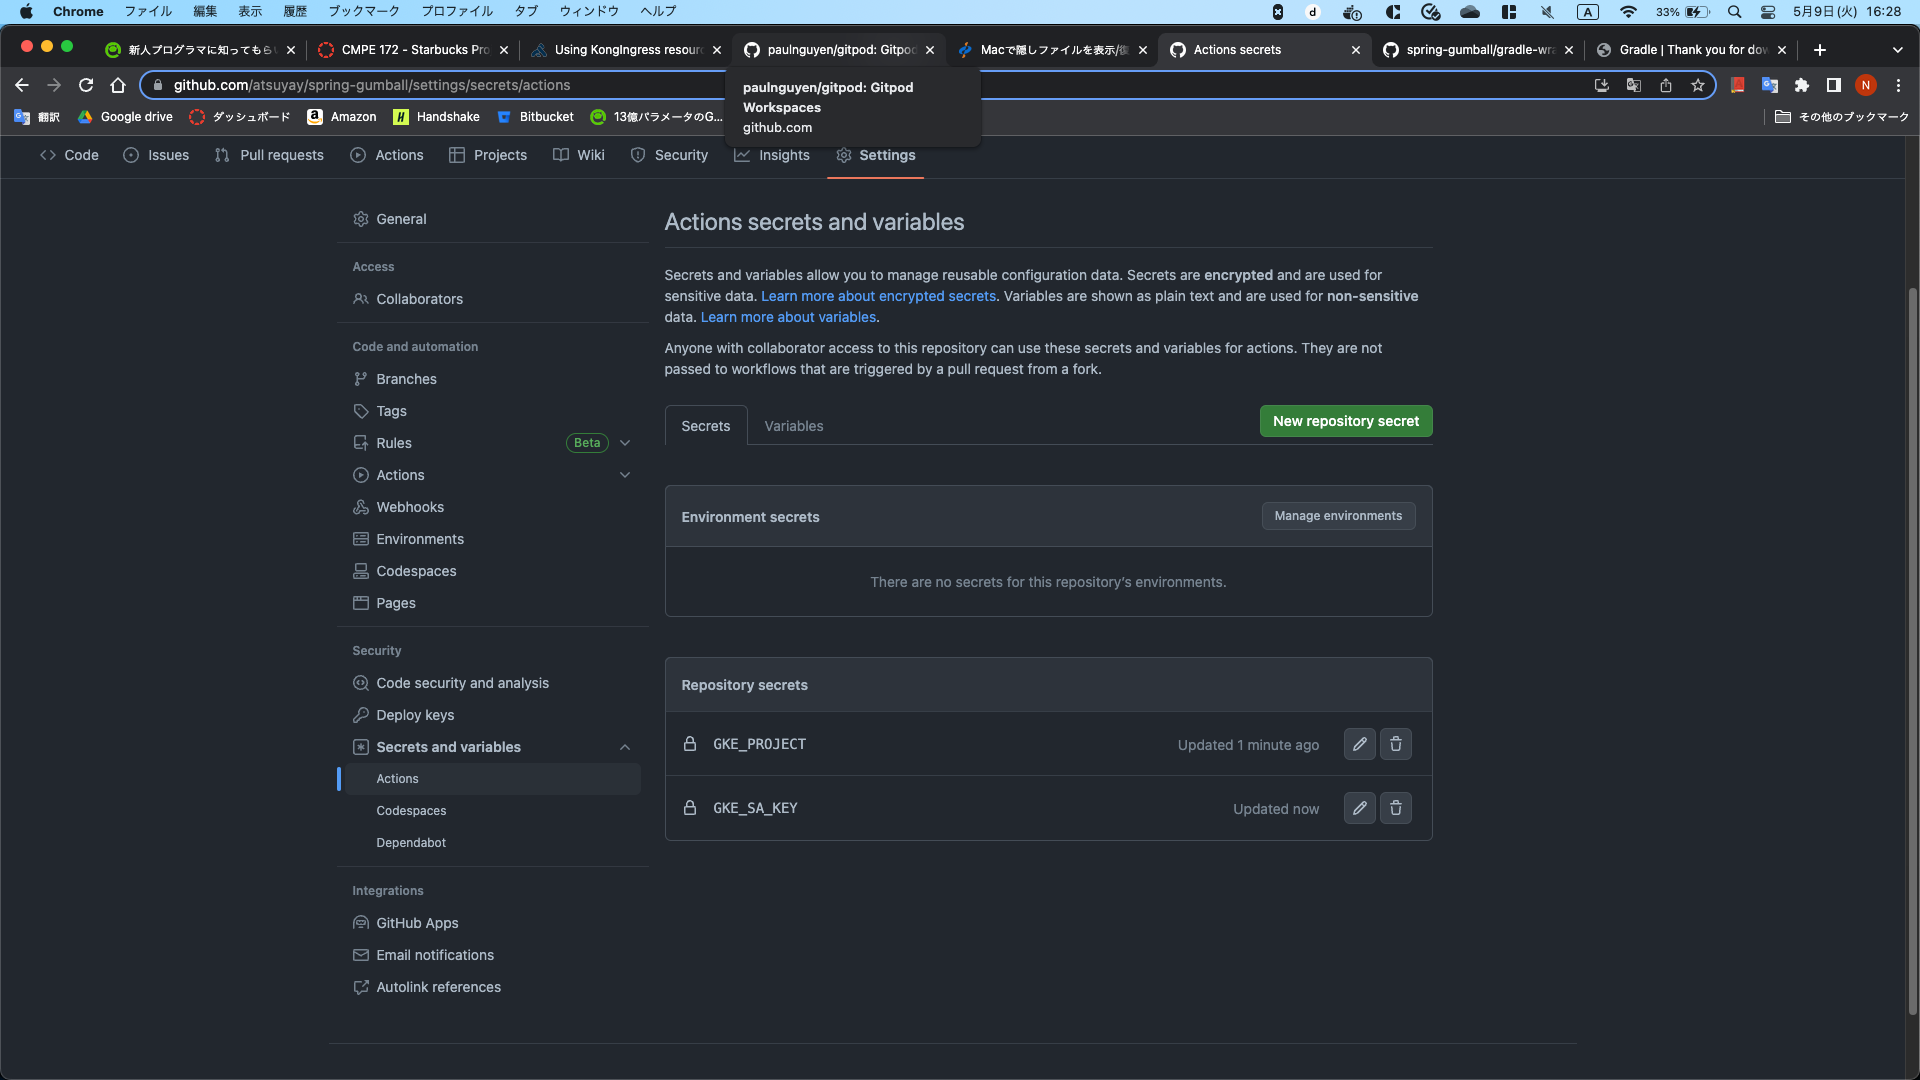 Chrome ファイル 編集 表示 履歴 ブックマーク プロファイル タブ ウィンドウ ヘルプ
A 33% 5月9日(火) 16:28
新人プログラマに知ってもらい
CMPE 172 - Starbucks Pro
Using KongIngress resourc
paulnguyen/gitpod: Gitpod
Macで隠しファイルを表示/復
Actions secrets
spring-gumball/gradle-wra
Gradle | Thank you for dow
github.com/atsuyay/spring-gumball/settings/secrets/actions
N
paulnguyen/gitpod: Gitpod
Workspaces
github.com
翻訳
Google drive
ダッシュボード
Amazon
Handshake
Bitbucket
13億パラメータのG...
その他のブックマーク
Code
Issues
Pull requests
Actions
Projects
Wiki
Security
Insights
Settings
General
Access
Collaborators
Code and automation
Branches
Tags
Rules Beta
Actions
Webhooks
Environments
Codespaces
Pages
Security
Code security and analysis
Deploy keys
Secrets and variables
Actions
Codespaces
Dependabot
Integrations
GitHub Apps
Email notifications
Autolink references
Actions secrets and variables
Secrets and variables allow you to manage reusable configuration data. Secrets are encrypted and are used for
sensitive data. Learn more about encrypted secrets. Variables are shown as plain text and are used for non-sensitive
data. Learn more about variables.
Anyone with collaborator access to this repository can use these secrets and variables for actions. They are not
passed to workflows that are triggered by a pull request from a fork.
Secrets
Variables
New repository secret
Environment secrets
Manage environments
There are no secrets for this repository's environments.
Repository secrets
GKE_PROJECT
Updated 1 minute ago
GKE_SA_KEY
Updated now